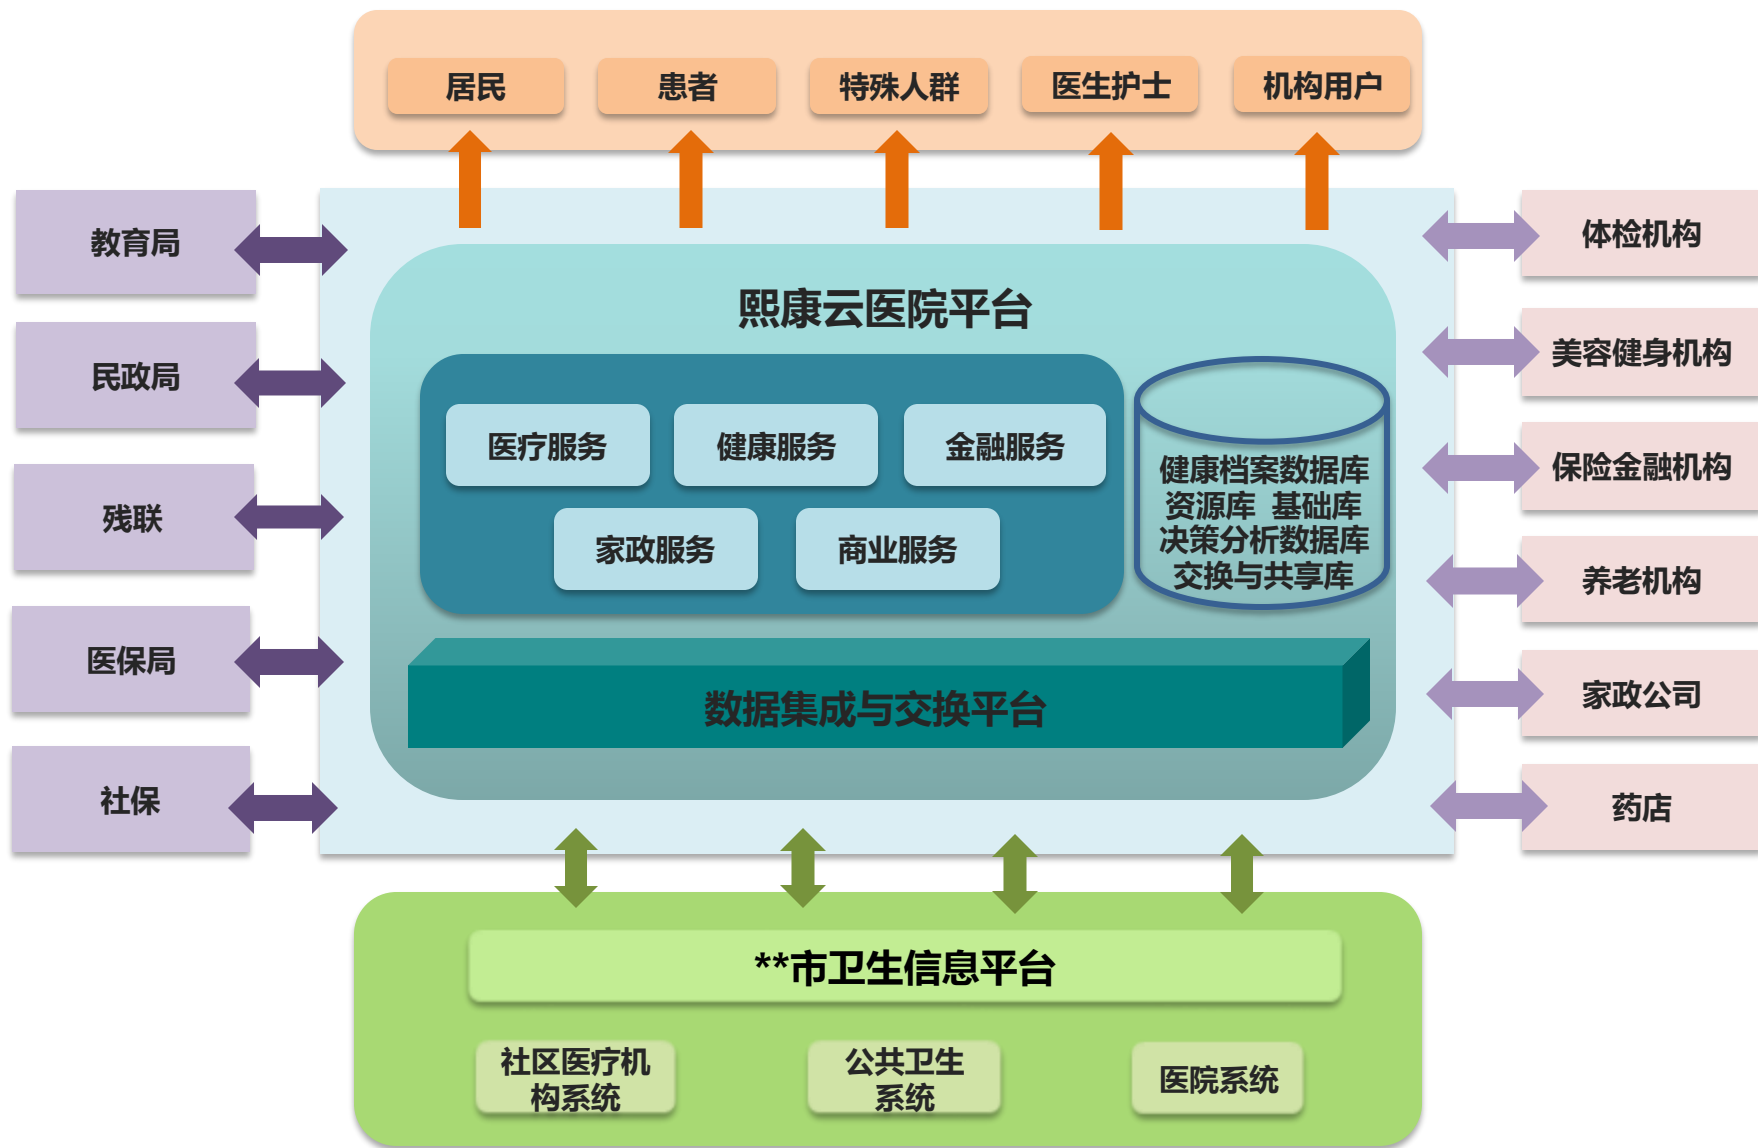 居民
患者
特殊人群
医生护士
机构用户
教育局
民政局
残联
医保局
社保
熙康云医院平台
医疗服务
健康服务
金融服务
家政服务
商业服务
健康档案数据库
资源库 基础库
决策分析数据库
交换与共享库
数据集成与交换平台
体检机构
美容健身机构
保险金融机构
养老机构
家政公司
药店
**市卫生信息平台
社区医疗机
构系统
公共卫生
系统
医院系统